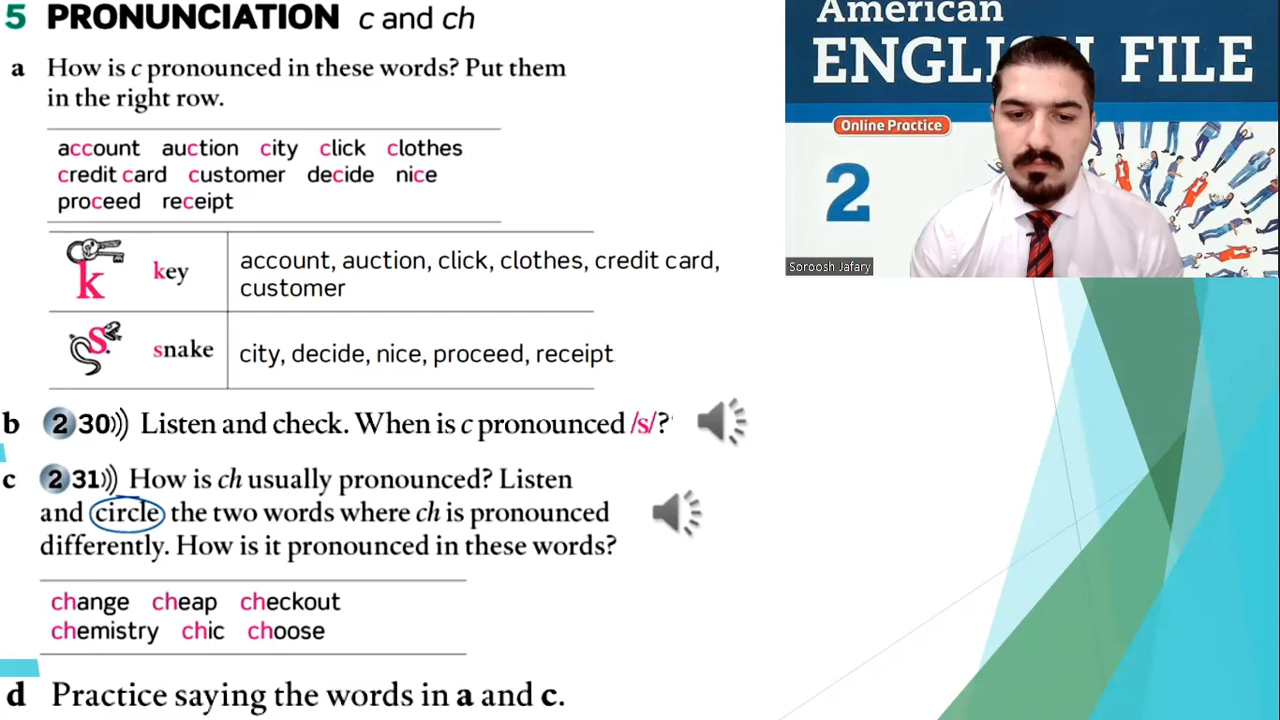 5 PRONUNCIATION c and ch
a How is c pronounced in these words? Put them
in the right row.
account auction city click clothes
credit card customer decide nice
proceed receipt
k key account, auction, click, clothes, credit card,
customer
s snake city, decide, nice, proceed, receipt
b 2 30))) Listen and check. When is c pronounced /s/?
c 2 31))) How is ch usually pronounced? Listen
and circle the two words where ch is pronounced
differently. How is it pronounced in these words?
change cheap checkout
chemistry chic choose
d Practice saying the words in a and c.
American
ENGLISH FILE
Online Practice
2
Soroosh Jafary